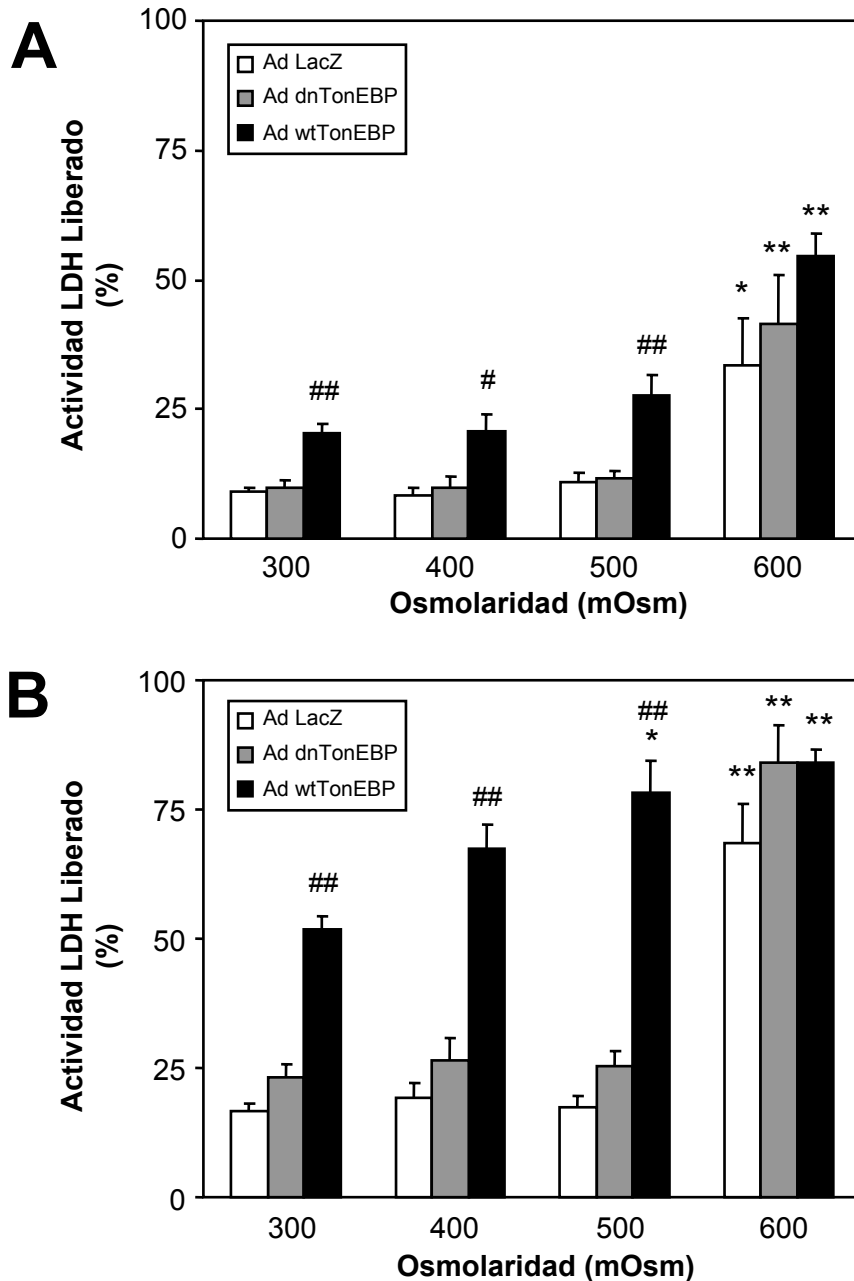 A
100
75
50
25
0
Actividad LDH Liberado
(%)
Ad LacZ
Ad dnTonEBP
Ad wtTonEBP
##
#
##
*
**
**
300 400 500 600
Osmolaridad (mOsm)
B
100
75
50
25
0
Actividad LDH Liberado
(%)
Ad LacZ
Ad dnTonEBP
Ad wtTonEBP
##
##
##
*
**
**
**
300 400 500 600
Osmolaridad (mOsm)